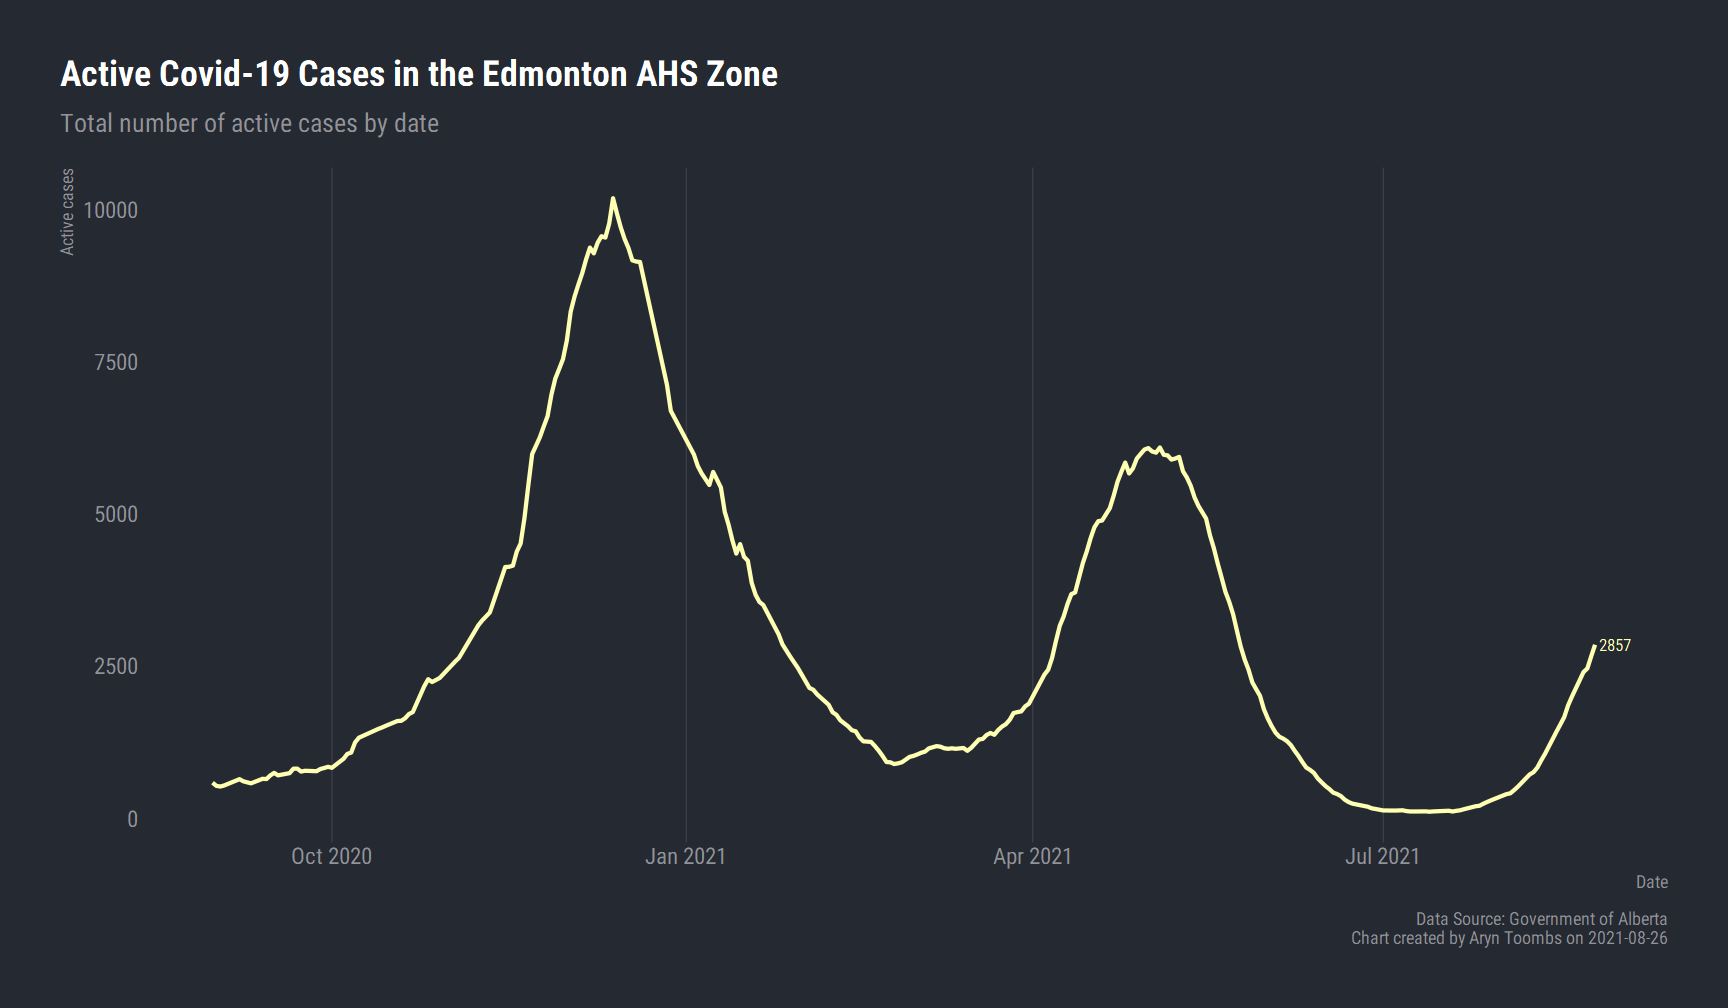 Active Covid-19 Cases in the Edmonton AHS Zone
Total number of active cases by date
Active cases
10000
7500
5000
2500
0
2857
Oct 2020
Jan 2021
Apr 2021
Jul 2021
Date
Data Source: Government of Alberta
Chart created by Aryn Toombs on 2021-08-26